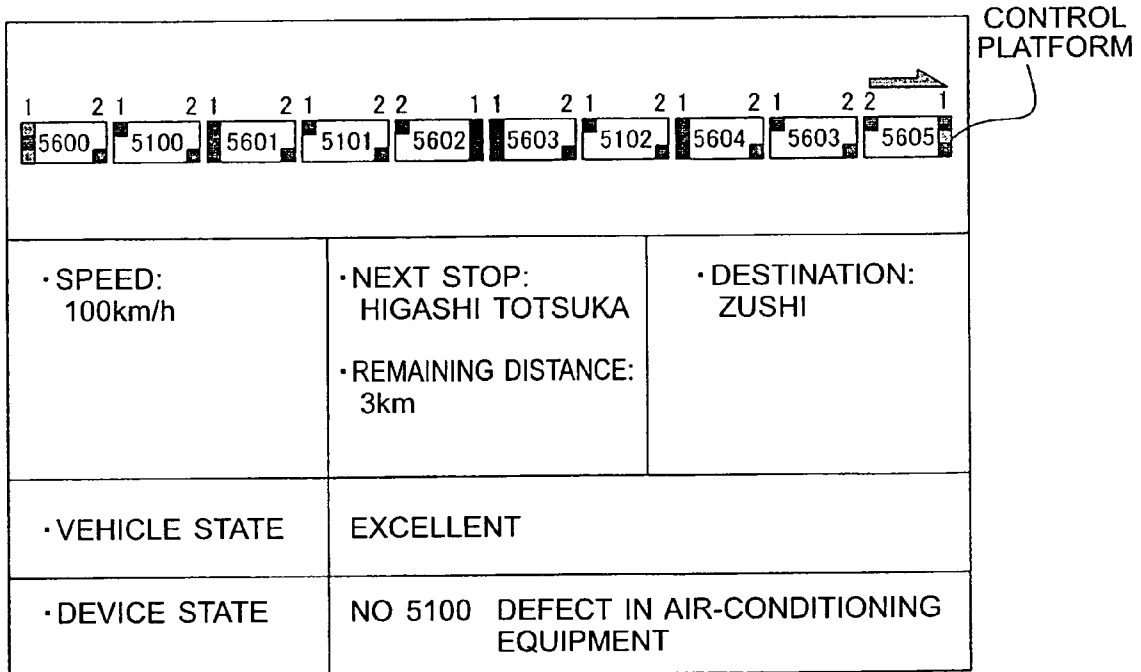 CONTROL
PLATFORM
1 2 1 2 1 2 1 2 2 1 1 2 1 2 1 2 1 2 2 1
5600 5100 5601 5101 5602 5603 5102 5604 5603 5605
·SPEED:
100km/h
·NEXT STOP:
HIGASHI TOTSUKA
·REMAINING DISTANCE:
3km
·DESTINATION:
ZUSHI
·VEHICLE STATE EXCELLENT
·DEVICE STATE NO 5100 DEFECT IN AIR-CONDITIONING
EQUIPMENT